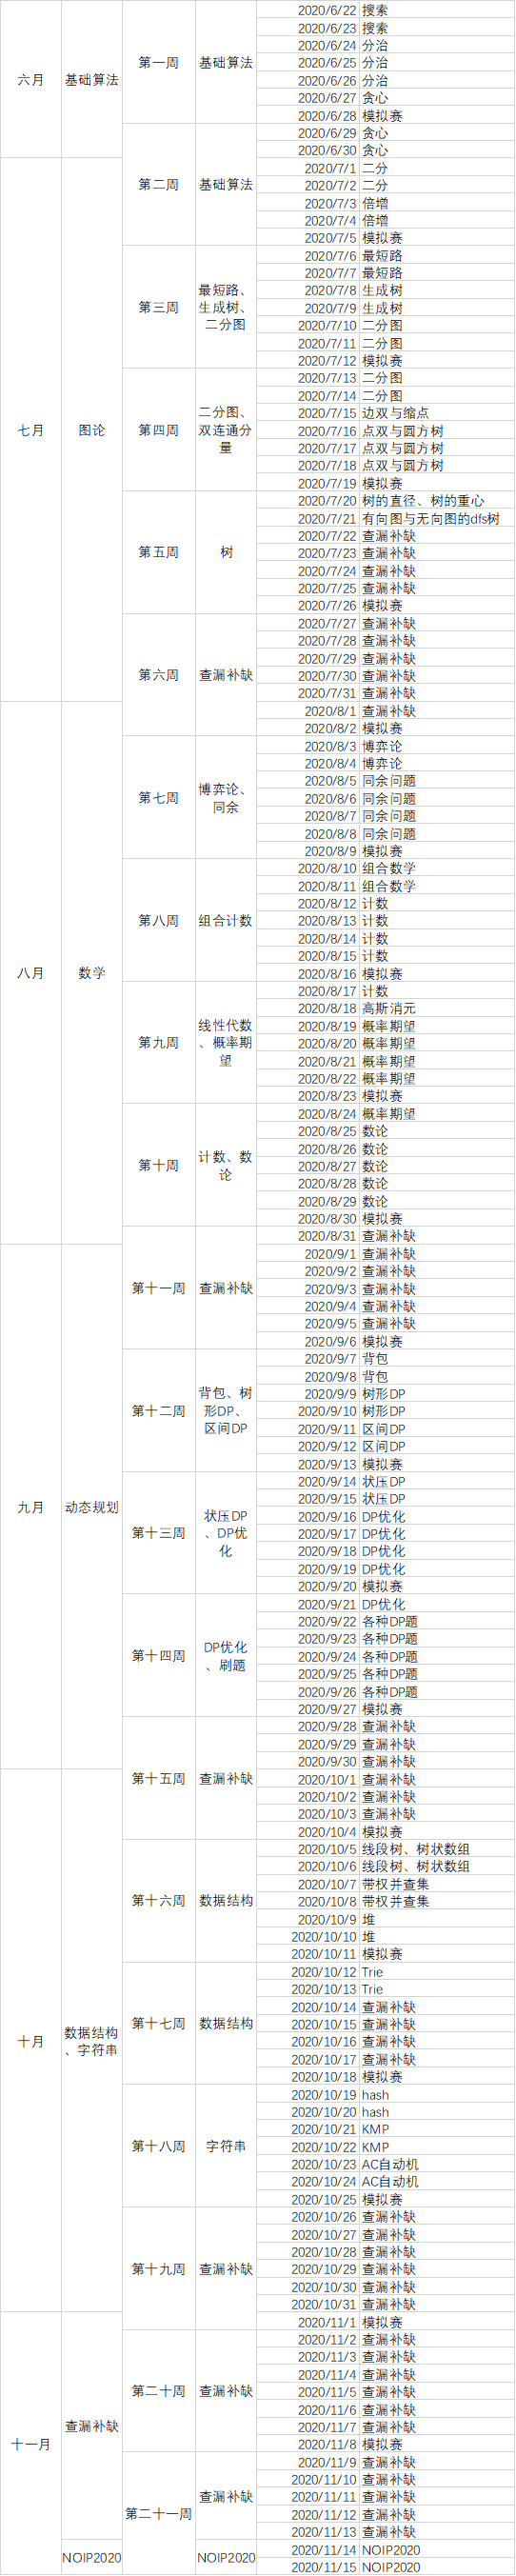 六月
基础算法
第一周
基础算法
2020/6/22 搜索
2020/6/23 搜索
2020/6/24 分治
2020/6/25 分治
2020/6/26 分治
2020/6/27 贪心
2020/6/28 模拟赛
第二周
基础算法
2020/6/29 贪心
2020/6/30 贪心
七月
图论
2020/7/1 二分
2020/7/2 二分
2020/7/3 倍增
2020/7/4 倍增
2020/7/5 模拟赛
第三周
最短路、
生成树、
二分图
2020/7/6 最短路
2020/7/7 最短路
2020/7/8 生成树
2020/7/9 生成树
2020/7/10 二分图
2020/7/11 二分图
2020/7/12 模拟赛
第四周
二分图、
双连通分
量
2020/7/13 二分图
2020/7/14 二分图
2020/7/15 边双与缩点
2020/7/16 点双与圆方树
2020/7/17 点双与圆方树
2020/7/18 点双与圆方树
2020/7/19 模拟赛
第五周
树
2020/7/20 树的直径、树的重心
2020/7/21 有向图与无向图的dfs树
2020/7/22 查漏补缺
2020/7/23 查漏补缺
2020/7/24 查漏补缺
2020/7/25 查漏补缺
2020/7/26 模拟赛
第六周
查漏补缺
2020/7/27 查漏补缺
2020/7/28 查漏补缺
2020/7/29 查漏补缺
2020/7/30 查漏补缺
2020/7/31 查漏补缺
八月
数学
2020/8/1 查漏补缺
2020/8/2 模拟赛
第七周
博弈论、
同余
2020/8/3 博弈论
2020/8/4 博弈论
2020/8/5 同余问题
2020/8/6 同余问题
2020/8/7 同余问题
2020/8/8 同余问题
2020/8/9 模拟赛
第八周
组合计数
2020/8/10 组合数学
2020/8/11 组合数学
2020/8/12 计数
2020/8/13 计数
2020/8/14 计数
2020/8/15 计数
2020/8/16 模拟赛
第九周
线性代数
、概率期
望
2020/8/17 计数
2020/8/18 高斯消元
2020/8/19 概率期望
2020/8/20 概率期望
2020/8/21 概率期望
2020/8/22 概率期望
2020/8/23 模拟赛
第十周
计数、数
论
2020/8/24 概率期望
2020/8/25 数论
2020/8/26 数论
2020/8/27 数论
2020/8/28 数论
2020/8/29 数论
2020/8/30 模拟赛
第十一周
查漏补缺
2020/8/31 查漏补缺
九月
动态规划
2020/9/1 查漏补缺
2020/9/2 查漏补缺
2020/9/3 查漏补缺
2020/9/4 查漏补缺
2020/9/5 查漏补缺
2020/9/6 模拟赛
第十二周
背包、树
形DP、
区间DP
2020/9/7 背包
2020/9/8 背包
2020/9/9 树形DP
2020/9/10 树形DP
2020/9/11 区间DP
2020/9/12 区间DP
2020/9/13 模拟赛
第十三周
状压DP
、DP优
化
2020/9/14 状压DP
2020/9/15 状压DP
2020/9/16 DP优化
2020/9/17 DP优化
2020/9/18 DP优化
2020/9/19 DP优化
2020/9/20 模拟赛
第十四周
DP优化
、刷题
2020/9/21 DP优化
2020/9/22 各种DP题
2020/9/23 各种DP题
2020/9/24 各种DP题
2020/9/25 各种DP题
2020/9/26 各种DP题
2020/9/27 模拟赛
第十五周
查漏补缺
2020/9/28 查漏补缺
2020/9/29 查漏补缺
2020/9/30 查漏补缺
十月
数据结构
、字符串
2020/10/1 查漏补缺
2020/10/2 查漏补缺
2020/10/3 查漏补缺
2020/10/4 模拟赛
第十六周
数据结构
2020/10/5 线段树、树状数组
2020/10/6 线段树、树状数组
2020/10/7 带权并查集
2020/10/8 带权并查集
2020/10/9 堆
2020/10/10 堆
2020/10/11 模拟赛
第十七周
数据结构
2020/10/12 Trie
2020/10/13 Trie
2020/10/14 查漏补缺
2020/10/15 查漏补缺
2020/10/16 查漏补缺
2020/10/17 查漏补缺
2020/10/18 模拟赛
第十八周
字符串
2020/10/19 hash
2020/10/20 hash
2020/10/21 KMP
2020/10/22 KMP
2020/10/23 AC自动机
2020/10/24 AC自动机
2020/10/25 模拟赛
第十九周
查漏补缺
2020/10/26 查漏补缺
2020/10/27 查漏补缺
2020/10/28 查漏补缺
2020/10/29 查漏补缺
2020/10/30 查漏补缺
2020/10/31 查漏补缺
十一月
查漏补缺
2020/11/1 模拟赛
第二十周
查漏补缺
2020/11/2 查漏补缺
2020/11/3 查漏补缺
2020/11/4 查漏补缺
2020/11/5 查漏补缺
2020/11/6 查漏补缺
2020/11/7 查漏补缺
2020/11/8 模拟赛
第二十一周
查漏补缺
2020/11/9 查漏补缺
2020/11/10 查漏补缺
2020/11/11 查漏补缺
2020/11/12 查漏补缺
2020/11/13 查漏补缺
NOIP2020
NOIP2020
2020/11/14 NOIP2020
2020/11/15 NOIP2020